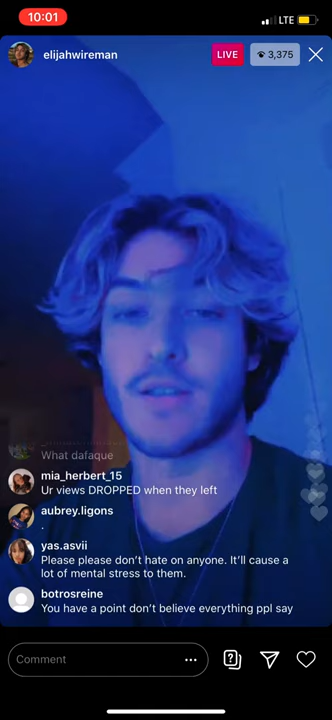 10:01
LTE
elijahwireman
LIVE
3,375
What dafaque
mia_herbert_15
Ur views DROPPED when they left
aubrey.ligons
.
yas.asvii
Please please don’t hate on anyone. It’ll cause a
lot of mental stress to them.
botrosreine
You have a point don’t believe everything ppl say
Comment